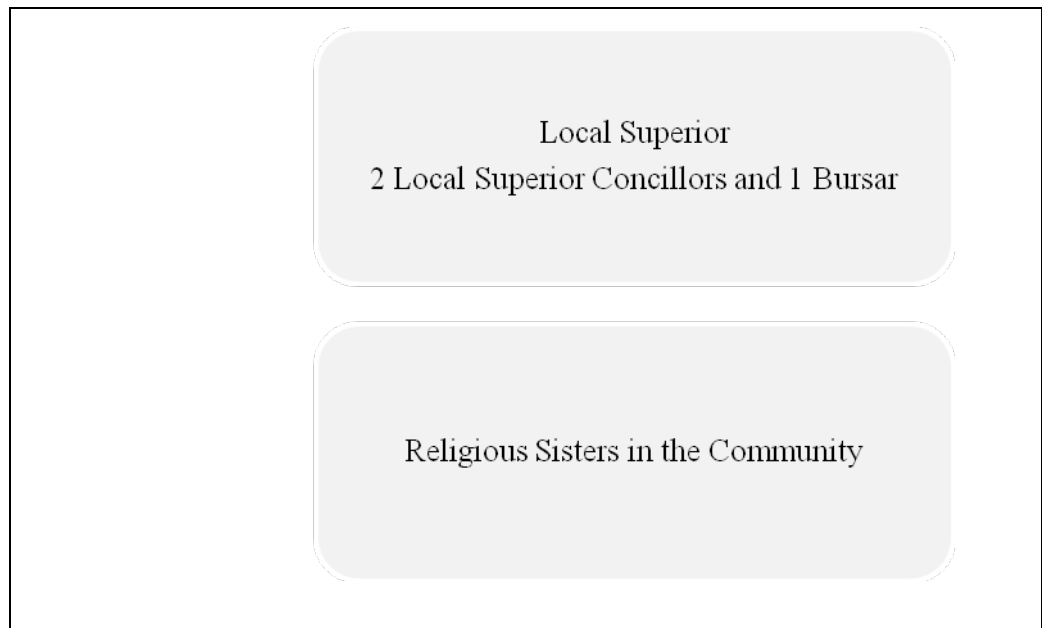 Local Superior
2 Local Superior Concillors and 1 Bursar
Religious Sisters in the Community